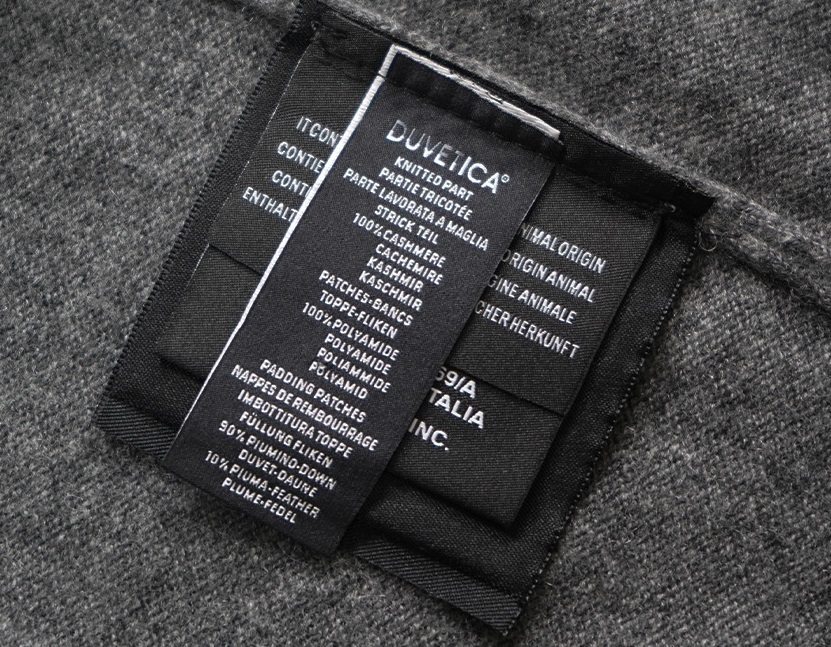 DUVETICA®
KNITTED PART
PARTIE TRICOTÉE
PARTE LAVORATA A MAGLIA
STRICK TEIL
100% CASHMERE
CACHEMIRE
KASHMIR
KASCHMIR
PATCHES-BANCS
TOPPE-FLIKEN
100% POLYAMIDE
POLYAMIDE
POLIAMMIDE
POLYAMID
PADDING PATCHES
NAPPES DE REMBOURRAGE
IMBOTTITURA TOPPE
FÜLLUNG FLIKEN
90% PIUMINO-DOWN
DUVET-DAURE
10% PIUMA-FEATHER
PLUME-FEDEL
IT CON
CONTIE
CONT
ENTHALT
NIMAL ORIGIN
ORIGIN ANIMAL
GINE ANIMALE
CHER HERKUNFT
69/A
TALIA
INC.